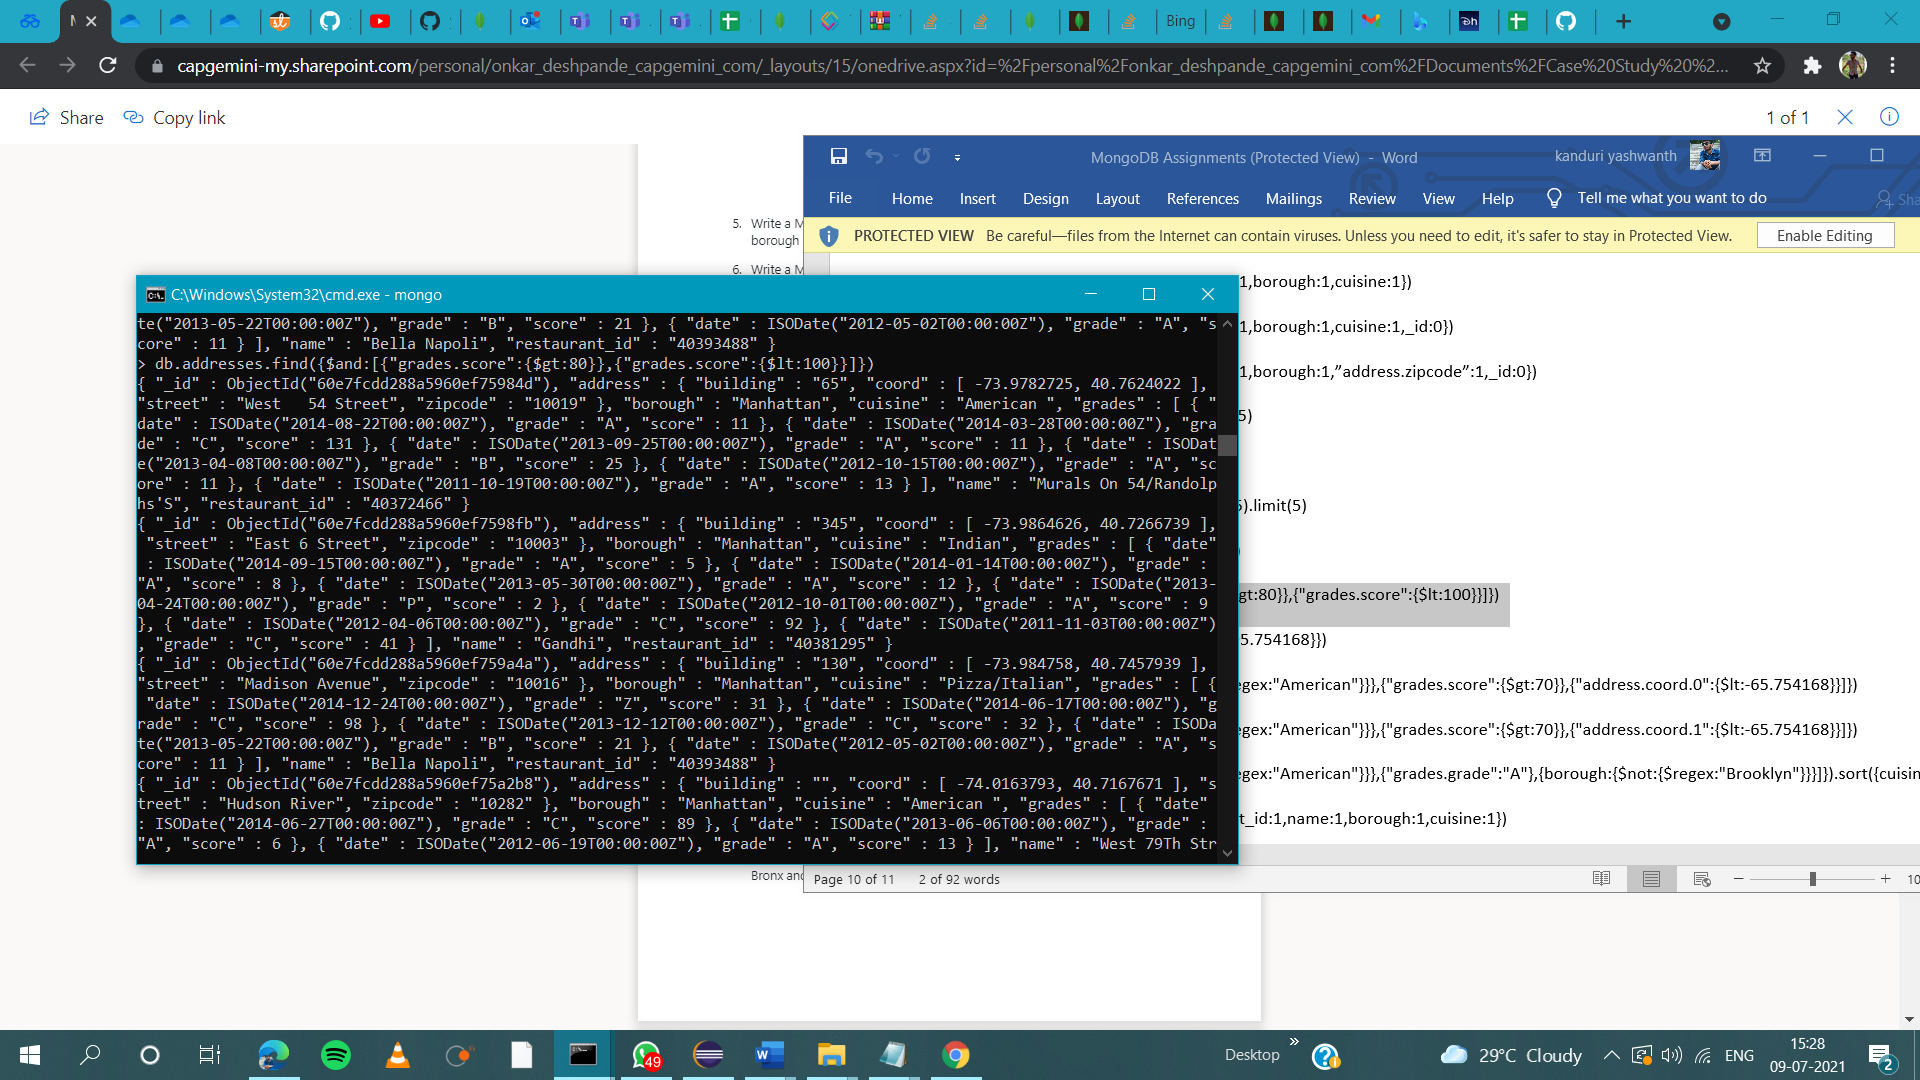 Bing
capgemini-my.sharepoint.com/personal/onkar_deshpande_capgemini_com/_layouts/15/onedrive.aspx?id=%2Fpersonal%2Fonkar_deshpande_capgemini_com%2FDocuments%2FCase%20Study%20%2...
Share Copy link 1 of 1
MongoDB Assignments (Protected View) - Word kanduri yashwanth
File Home Insert Design Layout References Mailings Review View Help Tell me what you want to do Sha
PROTECTED VIEW Be careful—files from the Internet can contain viruses. Unless you need to edit, it's safer to stay in Protected View. Enable Editing
5. Write a M
borough
6. Write a M
C:\Windows\System32\cmd.exe - mongo
te("2013-05-22T00:00:00Z"), "grade" : "B", "score" : 21 }, { "date" : ISODate("2012-05-02T00:00:00Z"), "grade" : "A", "s
core" : 11 } ], "name" : "Bella Napoli", "restaurant_id" : "40393488" }
> db.addresses.find({$and:[{"grades.score":{$gt:80}},{"grades.score":{$lt:100}}]})
{ "_id" : ObjectId("60e7fcdd288a5960ef75984d"), "address" : { "building" : "65", "coord" : [ -73.9782725, 40.7624022 ],
"street" : "West   54 Street", "zipcode" : "10019" }, "borough" : "Manhattan", "cuisine" : "American ", "grades" : [ { "
date" : ISODate("2014-08-22T00:00:00Z"), "grade" : "A", "score" : 11 }, { "date" : ISODate("2014-03-28T00:00:00Z"), "gra
de" : "C", "score" : 131 }, { "date" : ISODate("2013-09-25T00:00:00Z"), "grade" : "A", "score" : 11 }, { "date" : ISODat
e("2013-04-08T00:00:00Z"), "grade" : "B", "score" : 25 }, { "date" : ISODate("2012-10-15T00:00:00Z"), "grade" : "A", "sc
ore" : 11 }, { "date" : ISODate("2011-10-19T00:00:00Z"), "grade" : "A", "score" : 13 } ], "name" : "Murals On 54/Randolp
hs'S", "restaurant_id" : "40372466" }
{ "_id" : ObjectId("60e7fcdd288a5960ef7598fb"), "address" : { "building" : "345", "coord" : [ -73.9864626, 40.7266739 ],
"street" : "East 6 Street", "zipcode" : "10003" }, "borough" : "Manhattan", "cuisine" : "Indian", "grades" : [ { "date"
: ISODate("2014-09-15T00:00:00Z"), "grade" : "A", "score" : 5 }, { "date" : ISODate("2014-01-14T00:00:00Z"), "grade" :
"A", "score" : 8 }, { "date" : ISODate("2013-05-30T00:00:00Z"), "grade" : "A", "score" : 12 }, { "date" : ISODate("2013-
04-24T00:00:00Z"), "grade" : "P", "score" : 2 }, { "date" : ISODate("2012-10-01T00:00:00Z"), "grade" : "A", "score" : 9
}, { "date" : ISODate("2012-04-06T00:00:00Z"), "grade" : "C", "score" : 92 }, { "date" : ISODate("2011-11-03T00:00:00Z")
, "grade" : "C", "score" : 41 } ], "name" : "Gandhi", "restaurant_id" : "40381295" }
{ "_id" : ObjectId("60e7fcdd288a5960ef759a4a"), "address" : { "building" : "130", "coord" : [ -73.984758, 40.7457939 ],
"street" : "Madison Avenue", "zipcode" : "10016" }, "borough" : "Manhattan", "cuisine" : "Pizza/Italian", "grades" : [ {
"date" : ISODate("2014-12-24T00:00:00Z"), "grade" : "Z", "score" : 31 }, { "date" : ISODate("2014-06-17T00:00:00Z"), "g
rade" : "C", "score" : 98 }, { "date" : ISODate("2013-12-12T00:00:00Z"), "grade" : "C", "score" : 32 }, { "date" : ISODa
te("2013-05-22T00:00:00Z"), "grade" : "B", "score" : 21 }, { "date" : ISODate("2012-05-02T00:00:00Z"), "grade" : "A", "s
core" : 11 } ], "name" : "Bella Napoli", "restaurant_id" : "40393488" }
{ "_id" : ObjectId("60e7fcdd288a5960ef75a2b8"), "address" : { "building" : "", "coord" : [ -74.0163793, 40.7167671 ], "s
treet" : "Hudson River", "zipcode" : "10282" }, "borough" : "Manhattan", "cuisine" : "American ", "grades" : [ { "date"
: ISODate("2014-06-27T00:00:00Z"), "grade" : "C", "score" : 89 }, { "date" : ISODate("2013-06-06T00:00:00Z"), "grade" :
"A", "score" : 6 }, { "date" : ISODate("2012-06-19T00:00:00Z"), "grade" : "A", "score" : 13 } ], "name" : "West 79Th Str
1,borough:1,cuisine:1})
1,borough:1,cuisine:1,_id:0})
1,borough:1,”address.zipcode”:1,_id:0})
5)
5).limit(5)
)
gt:80}},{"grades.score":{$lt:100}}]})
5.754168}})
egex:"American"}}},{"grades.score":{$gt:70}},{"address.coord.0":{$lt:-65.754168}}]})
egex:"American"}}},{"grades.score":{$gt:70}},{"address.coord.1":{$lt:-65.754168}}]})
egex:"American"}}},{"grades.grade":"A"},{borough:{$not:{$regex:"Brooklyn"}}}]}).sort({cuisin
t_id:1,name:1,borough:1,cuisine:1})
Bronx and
Page 10 of 11 2 of 92 words 10
49
Desktop 29°C Cloudy ENG 15:28
09-07-2021 2